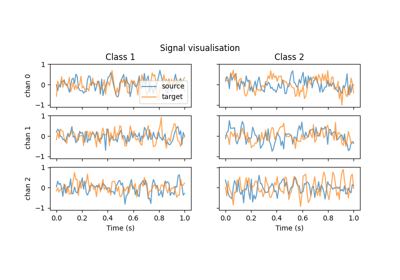 Signal visualisation
Class 1
Class 2
chan 0
1
0
−1
source
target
chan 1
1
0
−1
chan 2
1
0
−1
0.0 0.2 0.4 0.6 0.8 1.0
0.0 0.2 0.4 0.6 0.8 1.0
Time (s)
Time (s)